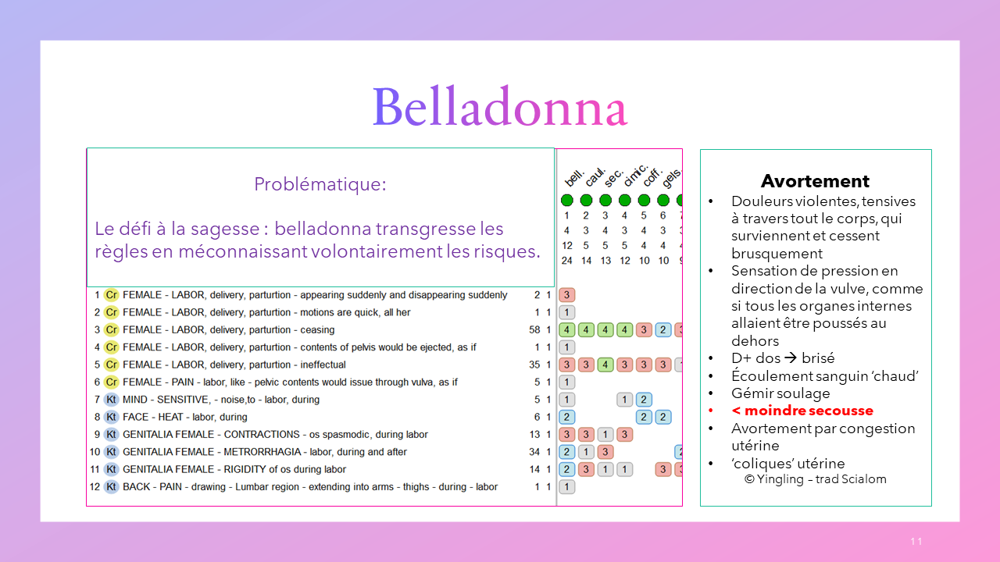 Belladonna
Problématique:
Le défi à la sagesse : belladonna transgresse les
règles en méconnaissant volontairement les risques.
bell. caul. sec. cimic. coff. gels.
1 2 3 4 5 6 7
4 3 4 3 4 3
12 5 5 5 4 4
24 14 13 12 10 10
1 Cr FEMALE - LABOR, delivery, parturtion - appearing suddenly and disappearing suddenly 2 1 3
2 Cr FEMALE - LABOR, delivery, parturtion - motions are quick, all her 1 1 1
3 Cr FEMALE - LABOR, delivery, parturtion - ceasing 58 1 4 4 4 4 3 2 3
4 Cr FEMALE - LABOR, delivery, parturtion - contents of pelvis would be ejected, as if 1 1 1
5 Cr FEMALE - LABOR, delivery, parturtion - ineffectual 35 1 3 3 4 3 3 3 1
6 Cr FEMALE - PAIN - labor, like - pelvic contents would issue through vulva, as if 5 1 1
7 Kt MIND - SENSITIVE, - noise,to - labor, during 5 1 1 1 2
8 Kt FACE - HEAT - labor, during 6 1 2 2 2
9 Kt GENITALIA FEMALE - CONTRACTIONS - os spasmodic, during labor 13 1 3 3 1 3
10 Kt GENITALIA FEMALE - METRORRHAGIA - labor, during and after 34 1 2 1 3 2
11 Kt GENITALIA FEMALE - RIGIDITY of os during labor 14 1 2 3 1 1 3 3
12 Kt BACK - PAIN - drawing - Lumbar region - extending into arms - thighs - during - labor 1 1 1
Avortement
• Douleurs violentes, tensives
à travers tout le corps, qui
surviennent et cessent
brusquement
• Sensation de pression en
direction de la vulve, comme
si tous les organes internes
allaient être poussés au
dehors
• D+ dos → brisé
• Écoulement sanguin ‘chaud’
• Gémir soulage
• < moindre secousse
• Avortement par congestion
utérine
• ‘coliques’ utérine
© Yingling – trad Scialom
11